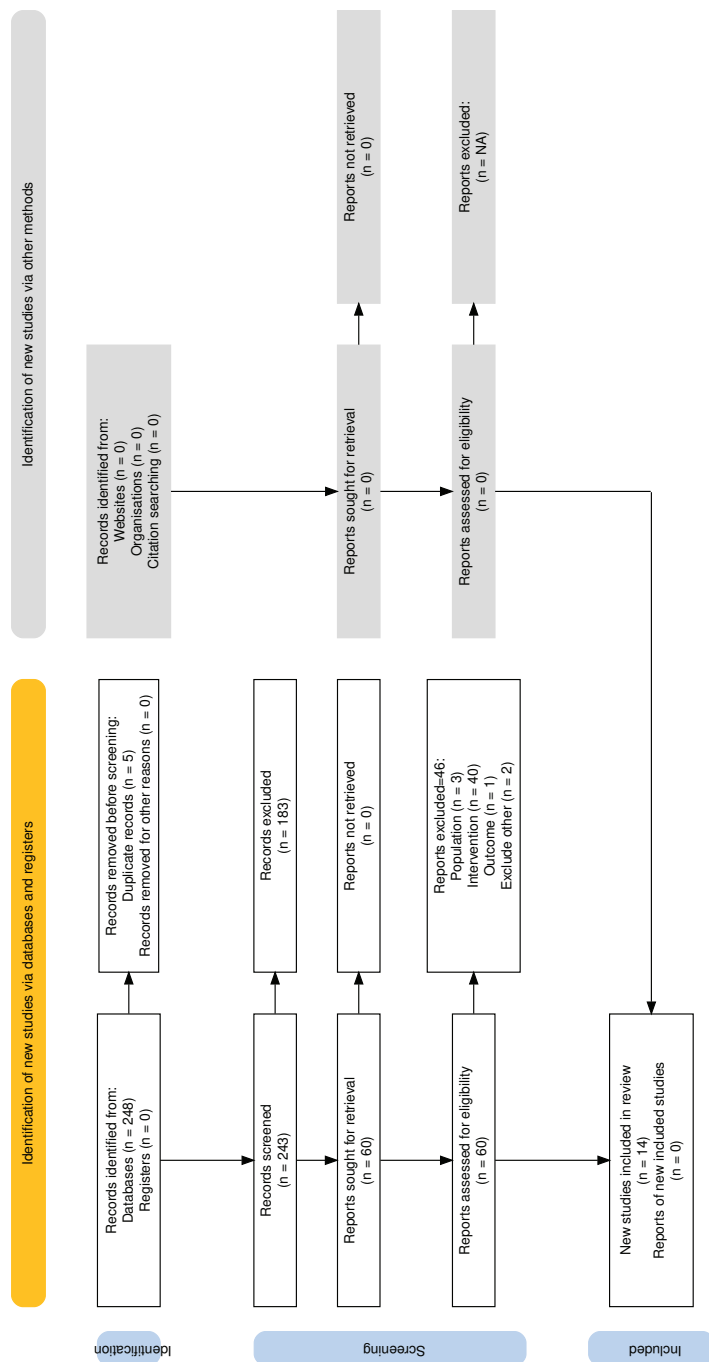 Identification of new studies via databases and registers
Identification of new studies via other methods
Identification
Records identified from:
Databases (n = 248)
Registers (n = 0)
Records removed before screening:
Duplicate records (n = 5)
Records removed for other reasons (n = 0)
Records identified from:
Websites (n = 0)
Organisations (n = 0)
Citation searching (n = 0)
Screening
Records screened
(n = 243)
Records excluded
(n = 183)
Reports sought for retrieval
(n = 60)
Reports not retrieved
(n = 0)
Reports sought for retrieval
(n = 0)
Reports not retrieved
(n = 0)
Reports assessed for eligibility
(n = 60)
Reports excluded=46:
Population (n = 3)
Intervention (n = 40)
Outcome (n = 1)
Exclude other (n = 2)
Reports assessed for eligibility
(n = 0)
Reports excluded:
(n = NA)
Included
New studies included in review
(n = 14)
Reports of new included studies
(n = 0)